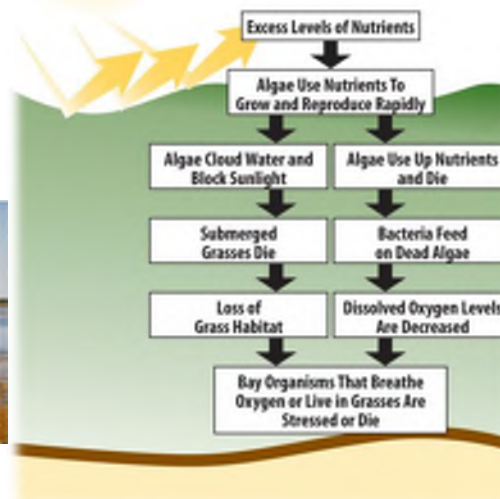 Excess Levels of Nutrients
Algae Use Nutrients To
Grow and Reproduce Rapidly
Algae Cloud Water and
Block Sunlight
Algae Use Up Nutrients
and Die
Submerged
Grasses Die
Bacteria Feed
on Dead Algae
Loss of
Grass Habitat
Dissolved Oxygen Levels
Are Decreased
Bay Organisms That Breathe
Oxygen or Live in Grasses Are
Stressed or Die